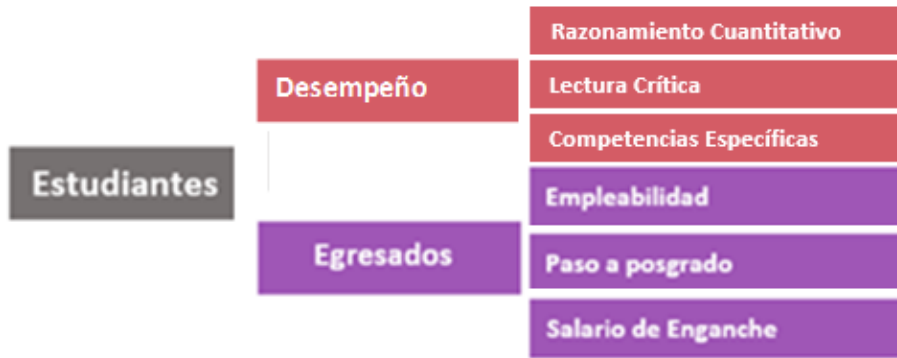 Estudiantes
Desempeño
Razonamiento Cuantitativo
Lectura Crítica
Competencias Específicas
Egresados
Empleabilidad
Paso a posgrado
Salario de Enganche